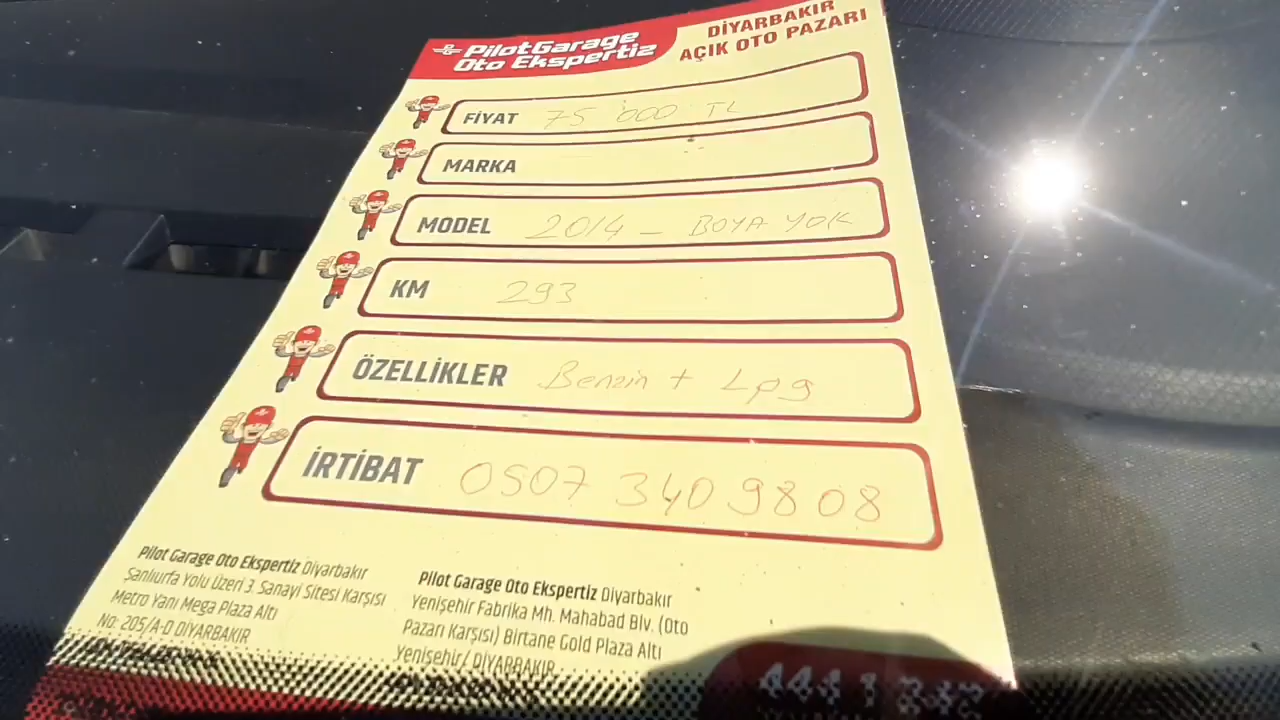 PilotGarage
Oto Ekspertiz
DİYARBAKIR
AÇIK OTO PAZARI
FİYAT 75 000 TL
MARKA
MODEL 2014 - BOYA YOK
KM 293
ÖZELLİKLER Benzin + Lpg
İRTİBAT 0507 340 9808
Pilot Garage Oto Ekspertiz Diyarbakır
Şanlıurfa Yolu Üzeri 3. Sanayi Sitesi Karşısı
Metro Yanı Mega Plaza Altı
No: 205/A-D DİYARBAKIR
Pilot Garage Oto Ekspertiz Diyarbakır
Yenişehir Fabrika Mh. Mahabad Blv. (Oto
Pazarı Karşısı) Birtane Gold Plaza Altı
Yenişehir/ DİYARBAKIR
444 1